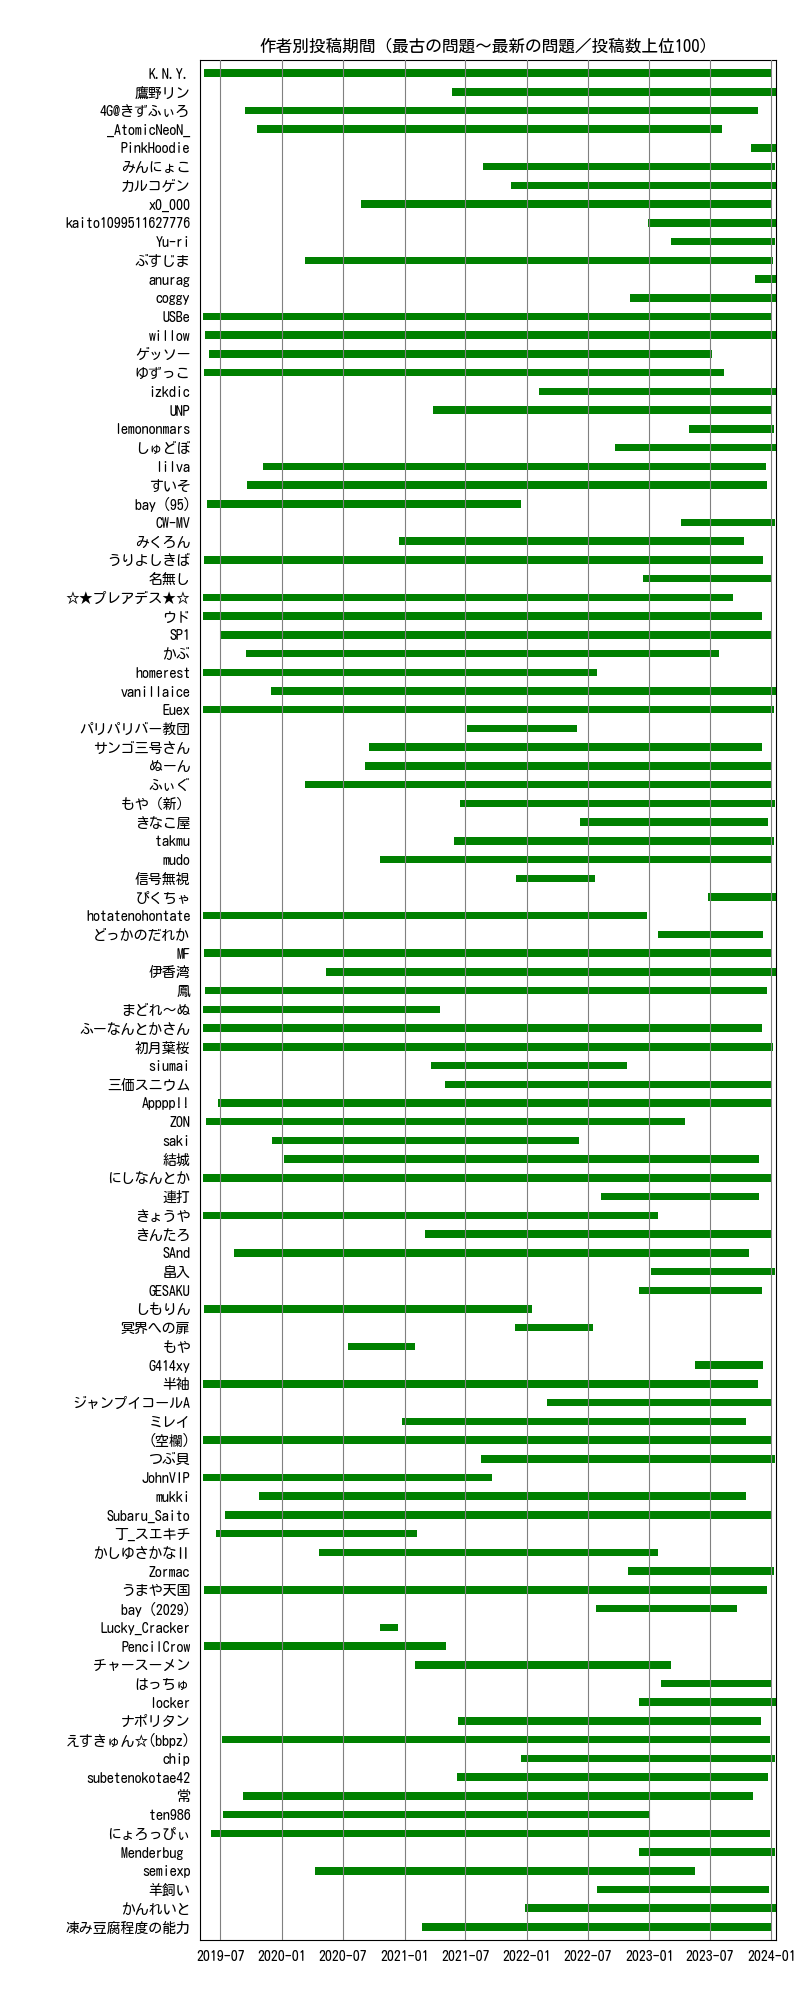 作者別投稿期間（最古の問題～最新の問題／投稿数上位100）
K.N.Y.
鷹野リン
4G@きずふぃろ
_AtomicNeoN_
PinkHoodie
みんにょこ
カルコゲン
x0_000
kaito1099511627776
Yu-ri
ぶすじま
anurag
coggy
USBe
willow
ゲッソー
ゆずっこ
izkdic
UNP
lemononmars
しゅどぼ
lilva
すいそ
bay (95)
CW-MV
みくろん
うりよしきば
名無し
☆★プレアデス★☆
ウド
SP1
かぶ
homerest
vanillaice
Euex
パリパリバー教団
サンゴ三号さん
ぬーん
ふぃぐ
もや（新）
きなこ屋
takmu
mudo
信号無視
ぴくちゃ
hotatenohontate
どっかのだれか
MF
伊香湾
鳳
まどれ～ぬ
ふーなんとかさん
初月葉桜
siumai
三価スニウム
Appppll
ZON
saki
結城
にしなんとか
連打
きょうや
きんたろ
SAnd
畠入
GESAKU
しもりん
冥界への扉
もや
G414xy
半袖
ジャンプイコールA
ミレイ
(空欄)
つぶ貝
JohnVIP
mukki
Subaru_Saito
丁_スエキチ
かしゆさかなII
Zormac
うまや天国
bay (2029)
Lucky_Cracker
PencilCrow
チャースーメン
はっちゅ
locker
ナポリタン
えすきゅん☆(bbpz)
chip
subetenokotae42
常
ten986
にょろっぴぃ
Menderbug
semiexp
羊飼い
かんれいと
凍み豆腐程度の能力
2019-07 2020-01 2020-07 2021-01 2021-07 2022-01 2022-07 2023-01 2023-07 2024-01